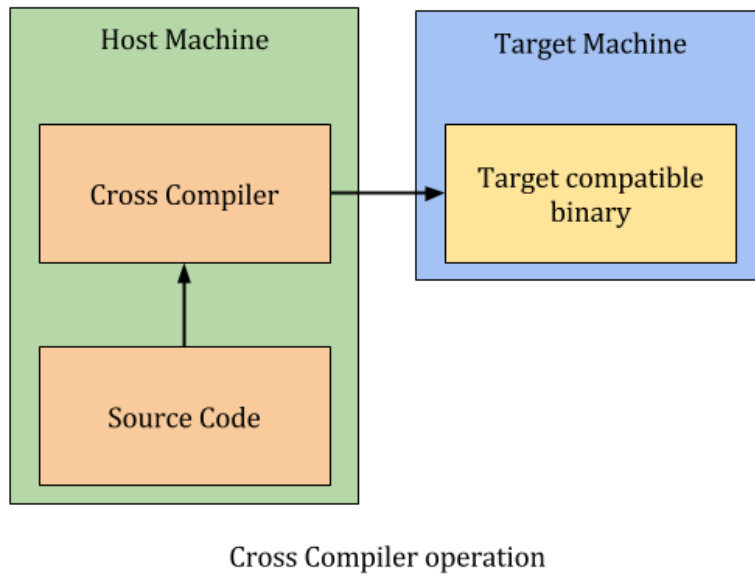 Host Machine
Target Machine
Cross Compiler
Target compatible
binary
Source Code
Cross Compiler operation